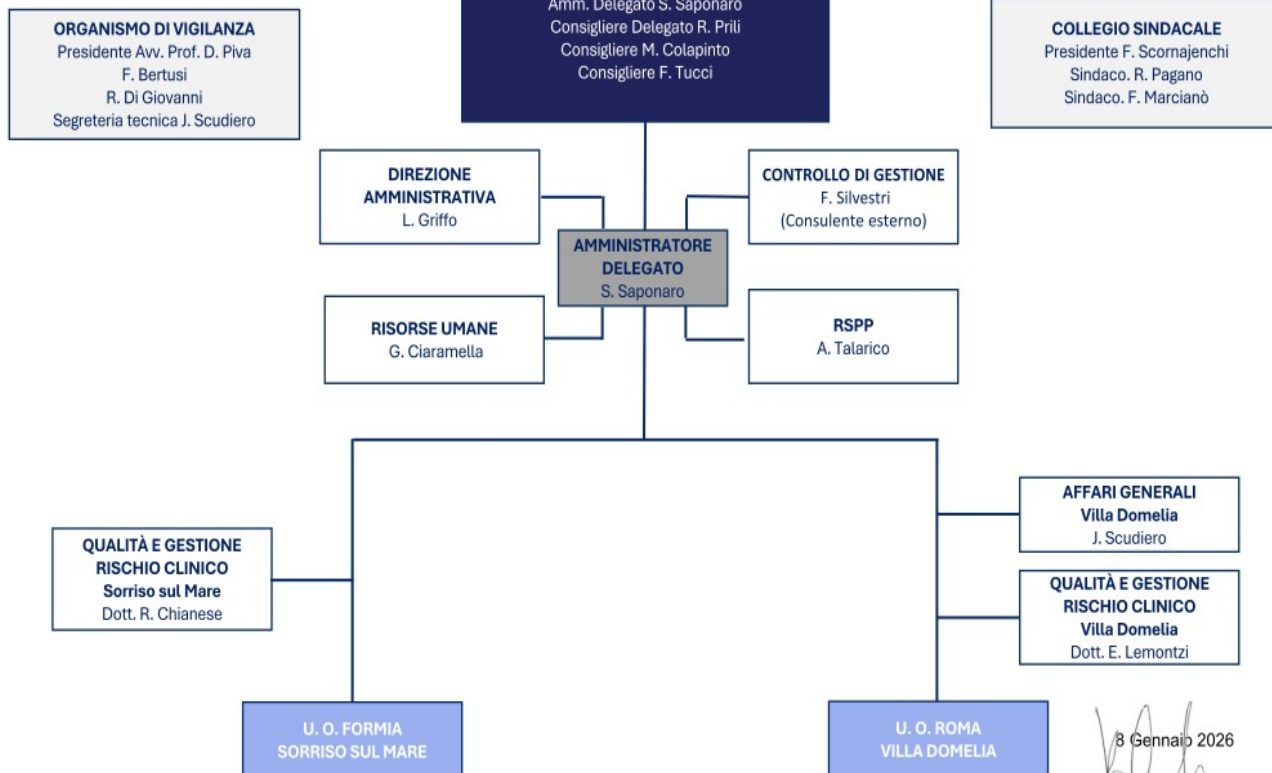 Amm. Delegato S. Saponaro
Consigliere Delegato R. Prili
Consigliere M. Colapinto
Consigliere F. Tucci
ORGANISMO DI VIGILANZA
Presidente Avv. Prof. D. Piva
F. Bertusi
R. Di Giovanni
Segreteria tecnica J. Scudiero
COLLEGIO SINDACALE
Presidente F. Scornajenchi
Sindaco. R. Pagano
Sindaco. F. Marcianò
DIREZIONE
AMMINISTRATIVA
L. Griffo
CONTROLLO DI GESTIONE
F. Silvestri
(Consulente esterno)
AMMINISTRATORE
DELEGATO
S. Saponaro
RISORSE UMANE
G. Ciaramella
RSPP
A. Talarico
AFFARI GENERALI
Villa Domelia
J. Scudiero
QUALITÀ E GESTIONE
RISCHIO CLINICO
Sorriso sul Mare
Dott. R. Chianese
QUALITÀ E GESTIONE
RISCHIO CLINICO
Villa Domelia
Dott. E. Lemontzi
U. O. FORMIA
SORRISO SUL MARE
U. O. ROMA
VILLA DOMELIA
8 Gennaio 2026